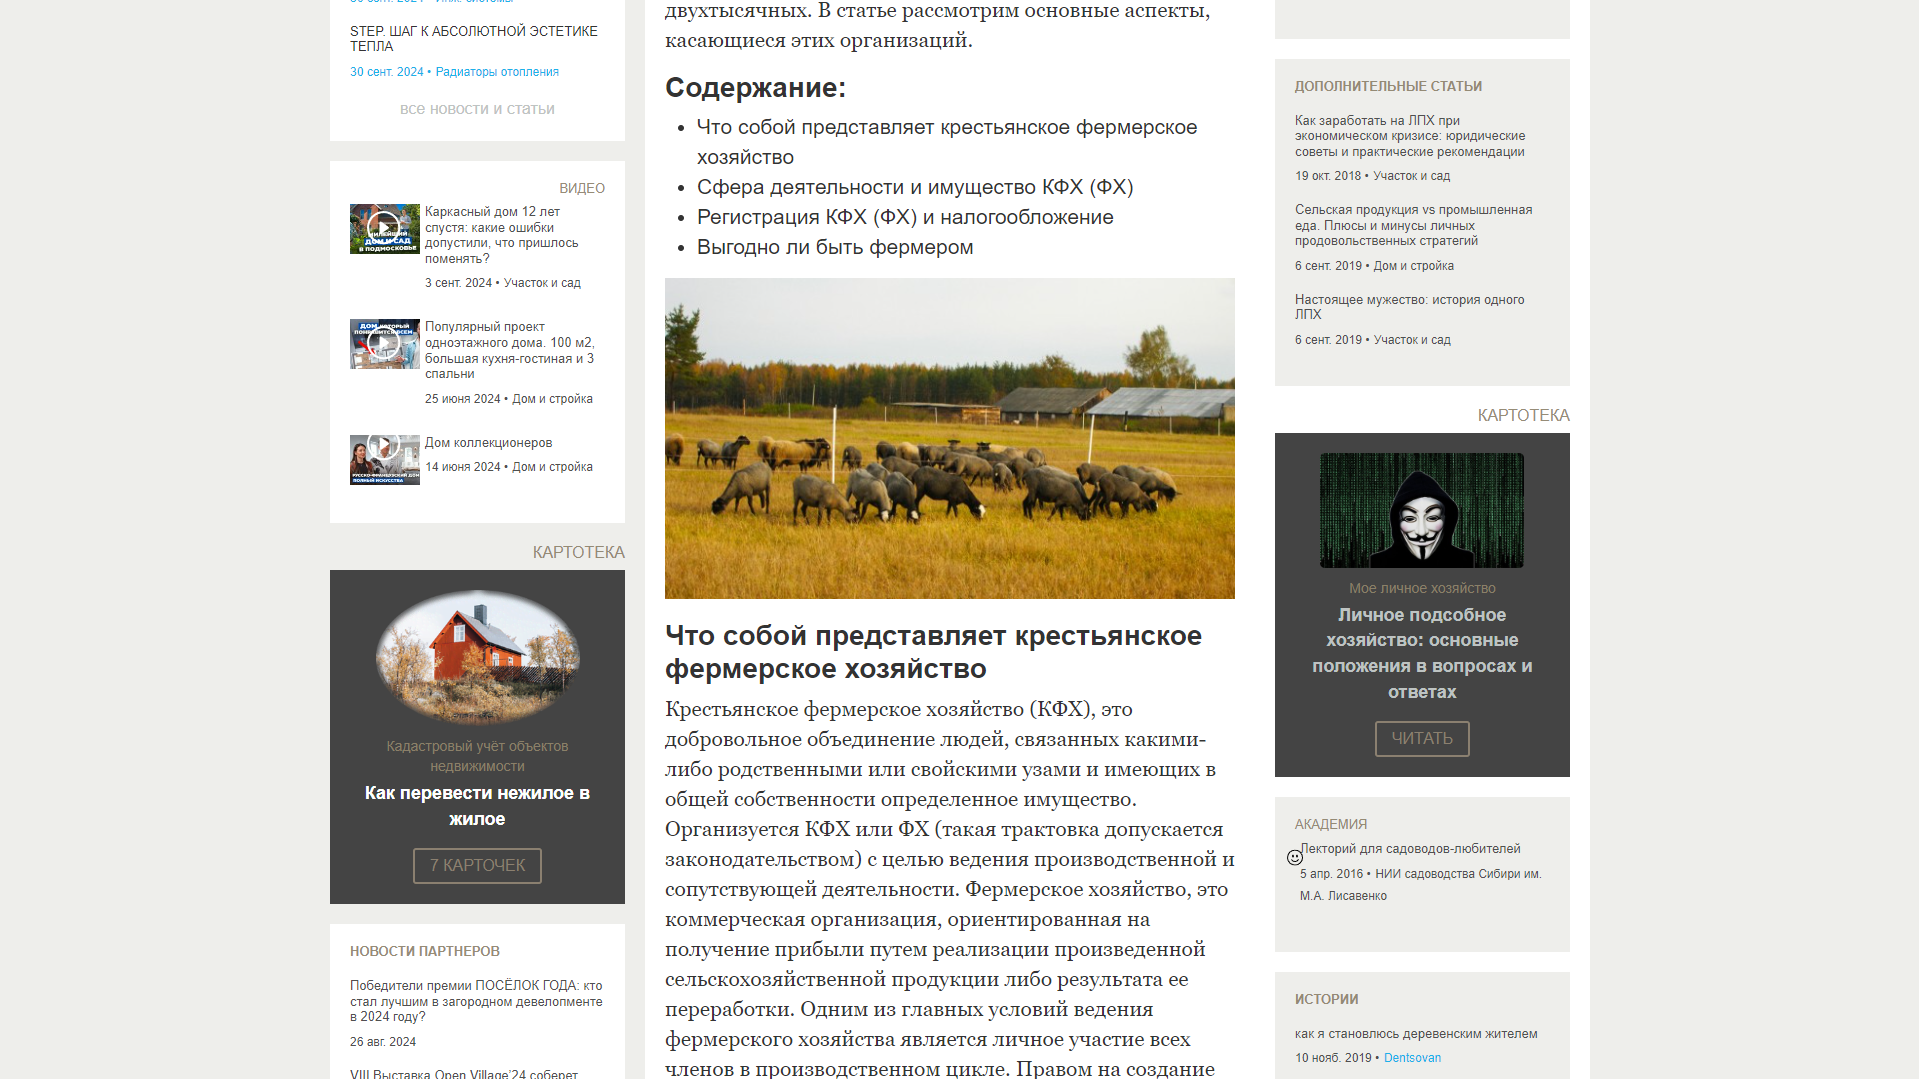 STEP. ШАГ К АБСОЛЮТНОЙ ЭСТЕТИКЕ
ТЕПЛА
30 сент. 2024 • Радиаторы отопления
все новости и статьи
ВИДЕО
Каркасный дом 12 лет
спустя: какие ошибки
допустили, что пришлось
поменять?
3 сент. 2024 • Участок и сад
Популярный проект
одноэтажного дома. 100 м2,
большая кухня-гостиная и 3
спальни
25 июня 2024 • Дом и стройка
Дом коллекционеров
14 июня 2024 • Дом и стройка
КАРТОТЕКА
Кадастровый учёт объектов
недвижимости
Как перевести нежилое в
жилое
7 КАРТОЧЕК
НОВОСТИ ПАРТНЕРОВ
Победители премии ПОСЁЛОК ГОДА: кто
стал лучшим в загородном девелопменте
в 2024 году?
26 авг. 2024
VIII Выставка Open Village'24 соберет
двухтысячных. В статье рассмотрим основные аспекты,
касающиеся этих организаций.
Содержание:
• Что собой представляет крестьянское фермерское
хозяйство
• Сфера деятельности и имущество КФХ (ФХ)
• Регистрация КФХ (ФХ) и налогообложение
• Выгодно ли быть фермером
Что собой представляет крестьянское
фермерское хозяйство
Крестьянское фермерское хозяйство (КФХ), это
добровольное объединение людей, связанных какими-
либо родственными или свойскими узами и имеющих в
общей собственности определенное имущество.
Организуется КФХ или ФХ (такая трактовка допускается
законодательством) с целью ведения производственной и
сопутствующей деятельности. Фермерское хозяйство, это
коммерческая организация, ориентированная на
получение прибыли путем реализации произведенной
сельскохозяйственной продукции либо результата ее
переработки. Одним из главных условий ведения
фермерского хозяйства является личное участие всех
членов в производственном цикле. Правом на создание
ДОПОЛНИТЕЛЬНЫЕ СТАТЬИ
Как заработать на ЛПХ при
экономическом кризисе: юридические
советы и практические рекомендации
19 окт. 2018 • Участок и сад
Сельская продукция vs промышленная
еда. Плюсы и минусы личных
продовольственных стратегий
6 сент. 2019 • Дом и стройка
Настоящее мужество: история одного
ЛПХ
6 сент. 2019 • Участок и сад
КАРТОТЕКА
Мое личное хозяйство
Личное подсобное
хозяйство: основные
положения в вопросах и
ответах
ЧИТАТЬ
АКАДЕМИЯ
Лекторий для садоводов-любителей
5 апр. 2016 • НИИ садоводства Сибири им.
М.А. Лисавенко
ИСТОРИИ
как я становлюсь деревенским жителем
10 нояб. 2019 • Dentsovan